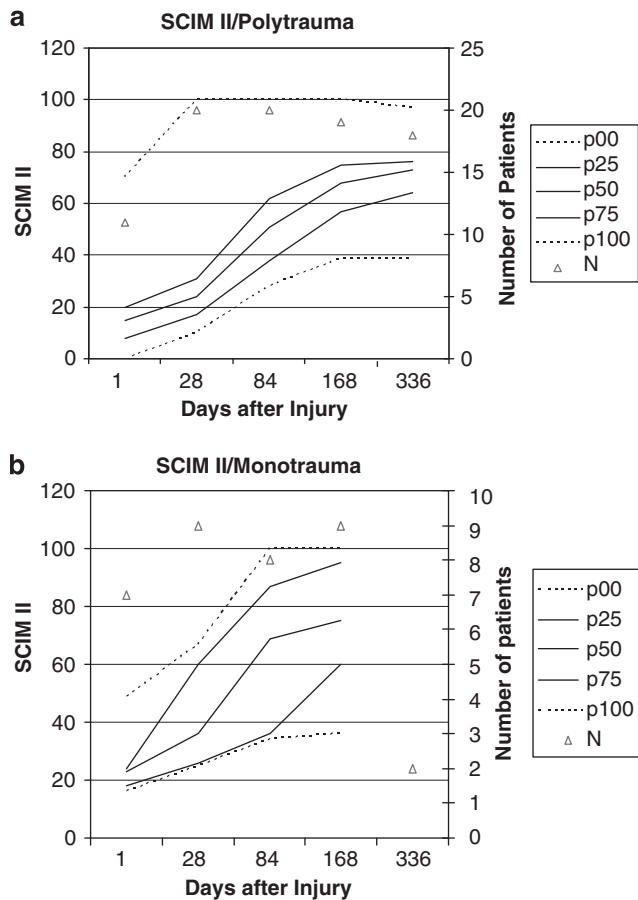 a
SCIM II/Polytrauma
120
100
80
60
40
20
0
SCIM II
25
20
15
10
5
0
Number of Patients
1 28 84 168 336
Days after Injury
p00
p25
p50
p75
p100
N
b
SCIM II/Monotrauma
120
100
80
60
40
20
0
SCIM II
10
9
8
7
6
5
4
3
2
1
0
Number of patients
1 28 84 168 336
Days after Injury
p00
p25
p50
p75
p100
N